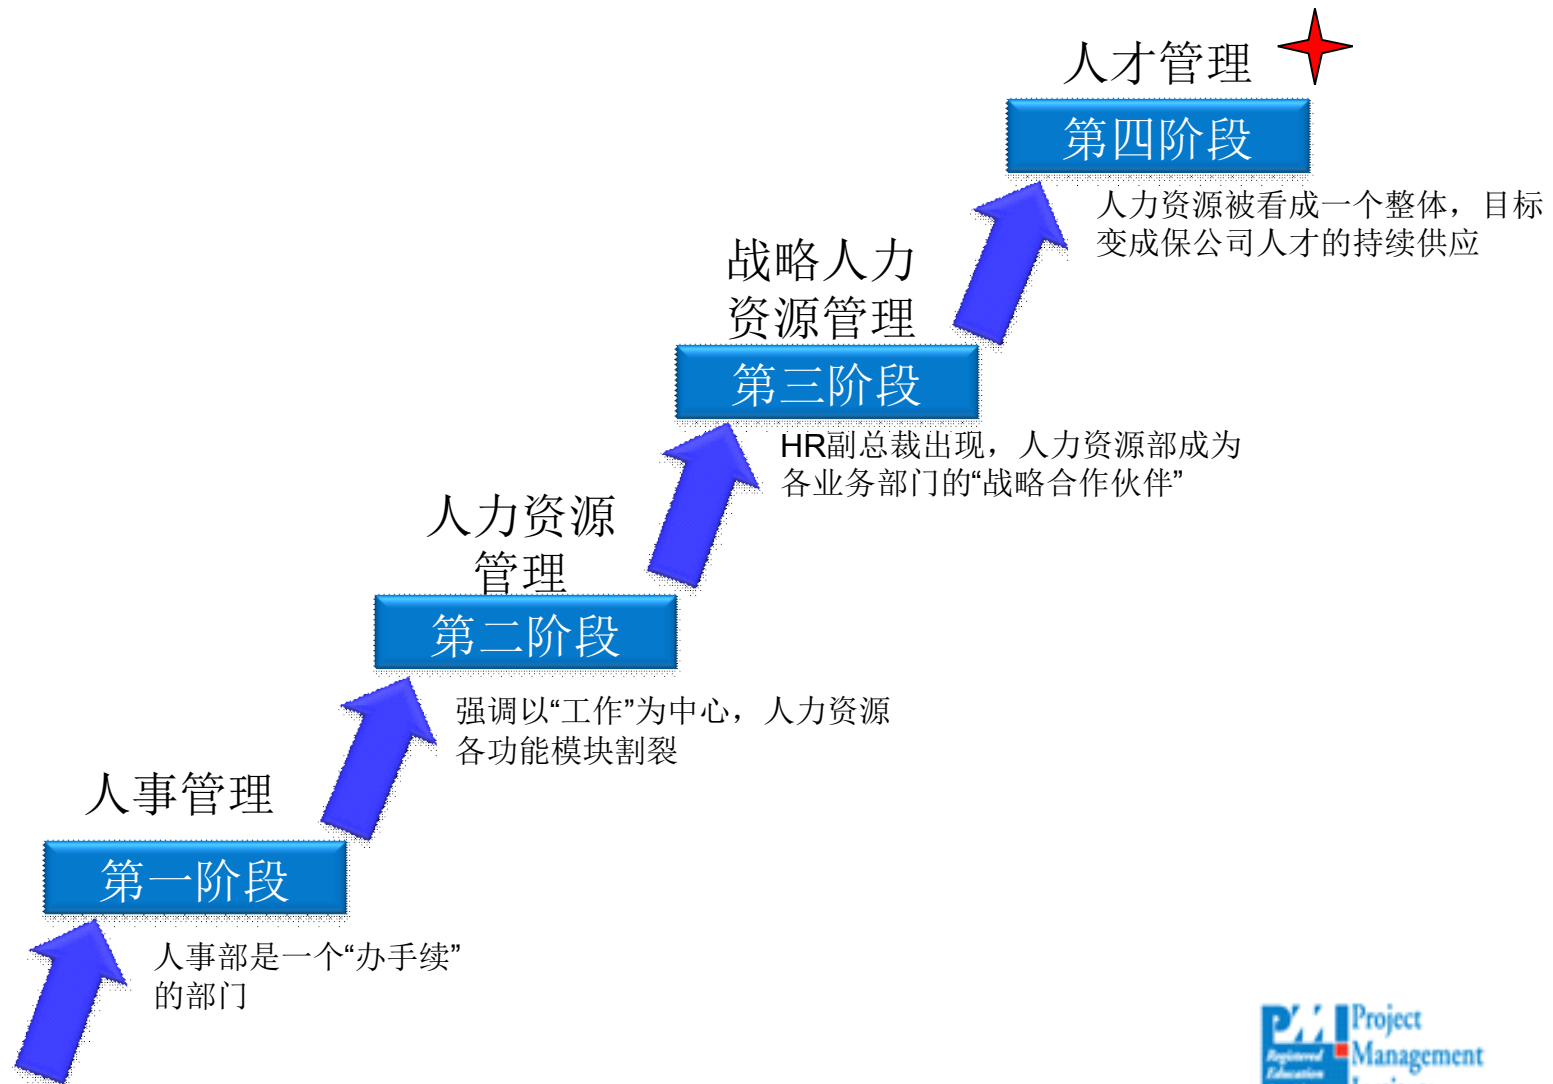 人才管理
第四阶段
人力资源被看成一个整体，目标
变成保公司人才的持续供应
战略人力
资源管理
第三阶段
HR副总裁出现，人力资源部成为
各业务部门的“战略合作伙伴”
人力资源
管理
第二阶段
强调以“工作”为中心，人力资源
各功能模块割裂
人事管理
第一阶段
人事部是一个“办手续”
的部门
PMI
Project
Management
Registered
Education